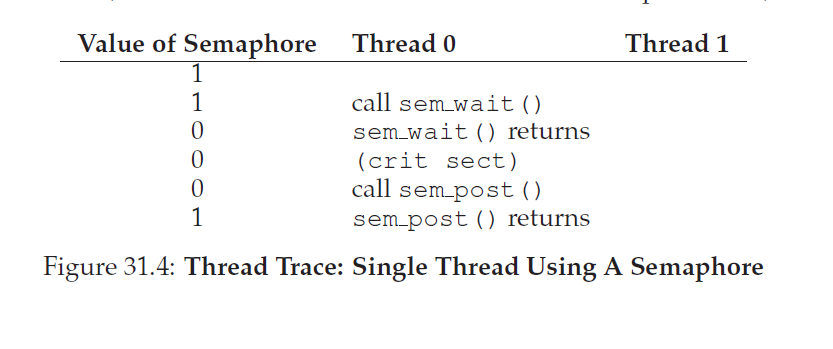 Value of Semaphore Thread 0 Thread 1
1
1 call sem_wait()
0 sem_wait() returns
0 (crit sect)
0 call sem_post()
1 sem_post() returns
Figure 31.4: Thread Trace: Single Thread Using A Semaphore